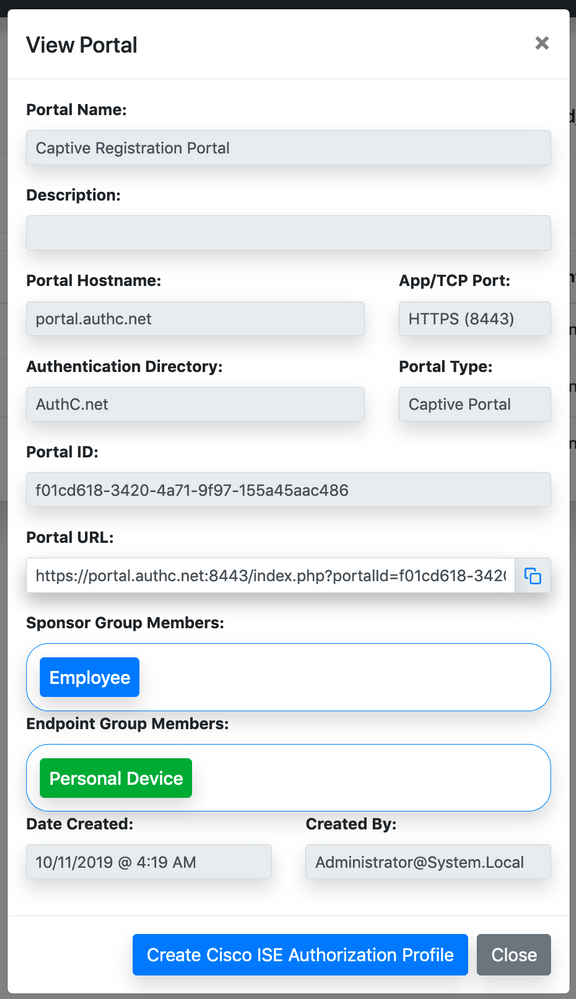 View Portal ×
Portal Name:
Captive Registration Portal
Description:
Portal Hostname: App/TCP Port:
portal.authc.net HTTPS (8443)
Authentication Directory: Portal Type:
AuthC.net Captive Portal
Portal ID:
f01cd618-3420-4a71-9f97-155a45aac486
Portal URL:
https://portal.authc.net:8443/index.php?portalId=f01cd618-342
Sponsor Group Members:
Employee
Endpoint Group Members:
Personal Device
Date Created: Created By:
10/11/2019 @ 4:19 AM Administrator@System.Local
Create Cisco ISE Authorization Profile Close